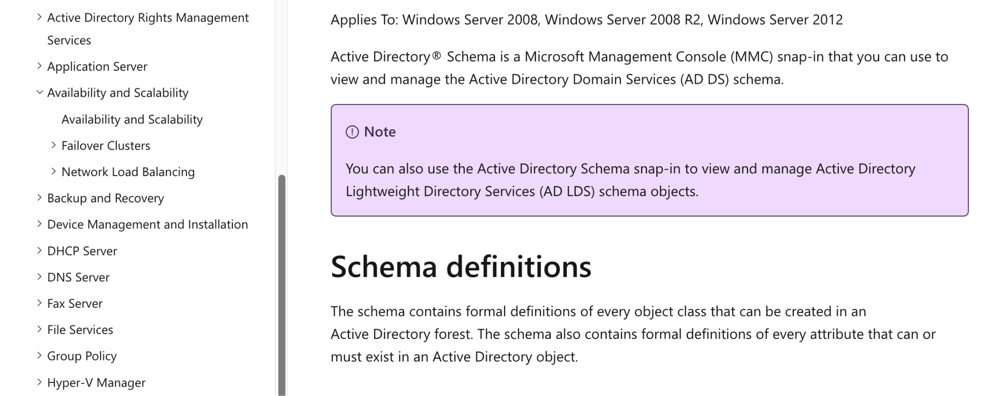 Active Directory Rights Management
Services
Application Server
Availability and Scalability
Availability and Scalability
Failover Clusters
Network Load Balancing
Backup and Recovery
Device Management and Installation
DHCP Server
DNS Server
Fax Server
File Services
Group Policy
Hyper-V Manager
Applies To: Windows Server 2008, Windows Server 2008 R2, Windows Server 2012
Active Directory® Schema is a Microsoft Management Console (MMC) snap-in that you can use to
view and manage the Active Directory Domain Services (AD DS) schema.
Note
You can also use the Active Directory Schema snap-in to view and manage Active Directory
Lightweight Directory Services (AD LDS) schema objects.
Schema definitions
The schema contains formal definitions of every object class that can be created in an
Active Directory forest. The schema also contains formal definitions of every attribute that can or
must exist in an Active Directory object.